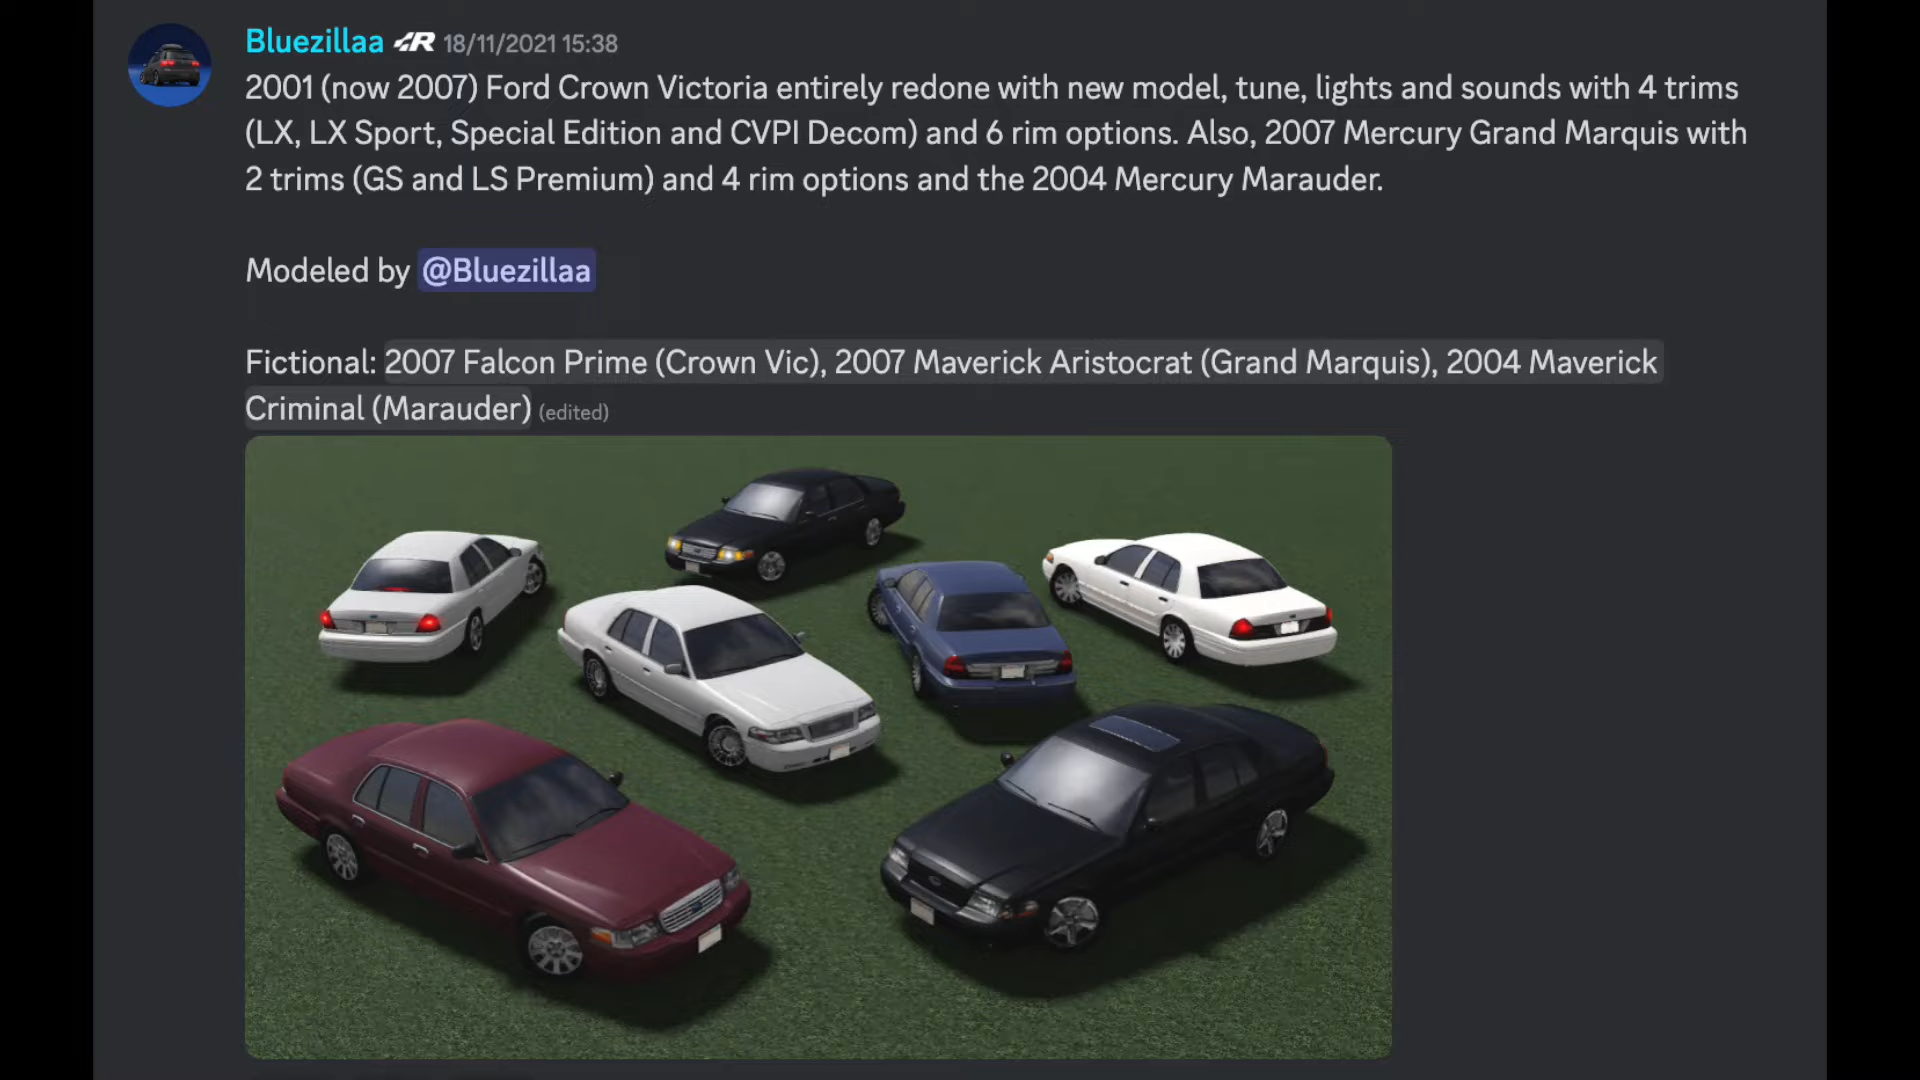 Bluezillaa 4R 18/11/2021 15:38
2001 (now 2007) Ford Crown Victoria entirely redone with new model, tune, lights and sounds with 4 trims
(LX, LX Sport, Special Edition and CVPI Decom) and 6 rim options. Also, 2007 Mercury Grand Marquis with
2 trims (GS and LS Premium) and 4 rim options and the 2004 Mercury Marauder.
Modeled by @Bluezillaa
Fictional: 2007 Falcon Prime (Crown Vic), 2007 Maverick Aristocrat (Grand Marquis), 2004 Maverick
Criminal (Marauder) (edited)